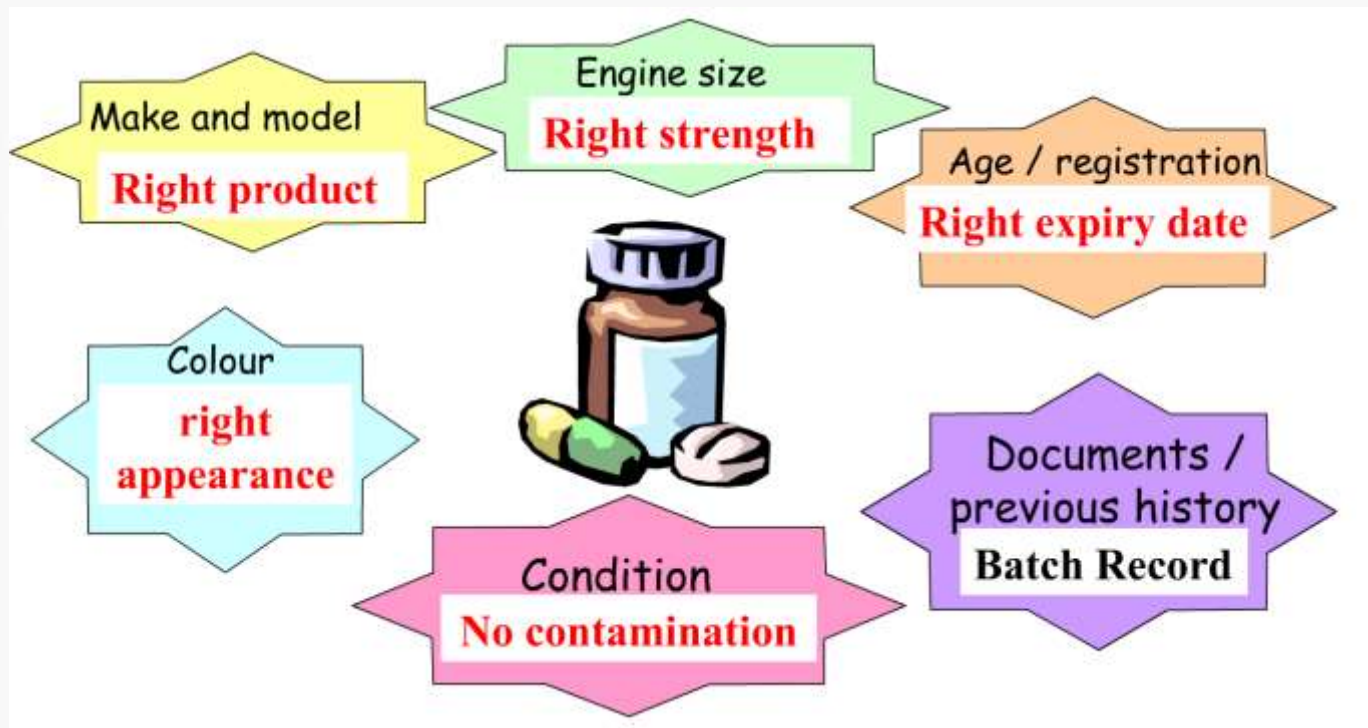 Make and model
Right product
Engine size
Right strength
Age / registration
Right expiry date
Colour
right
appearance
Condition
No contamination
Documents /
previous history
Batch Record